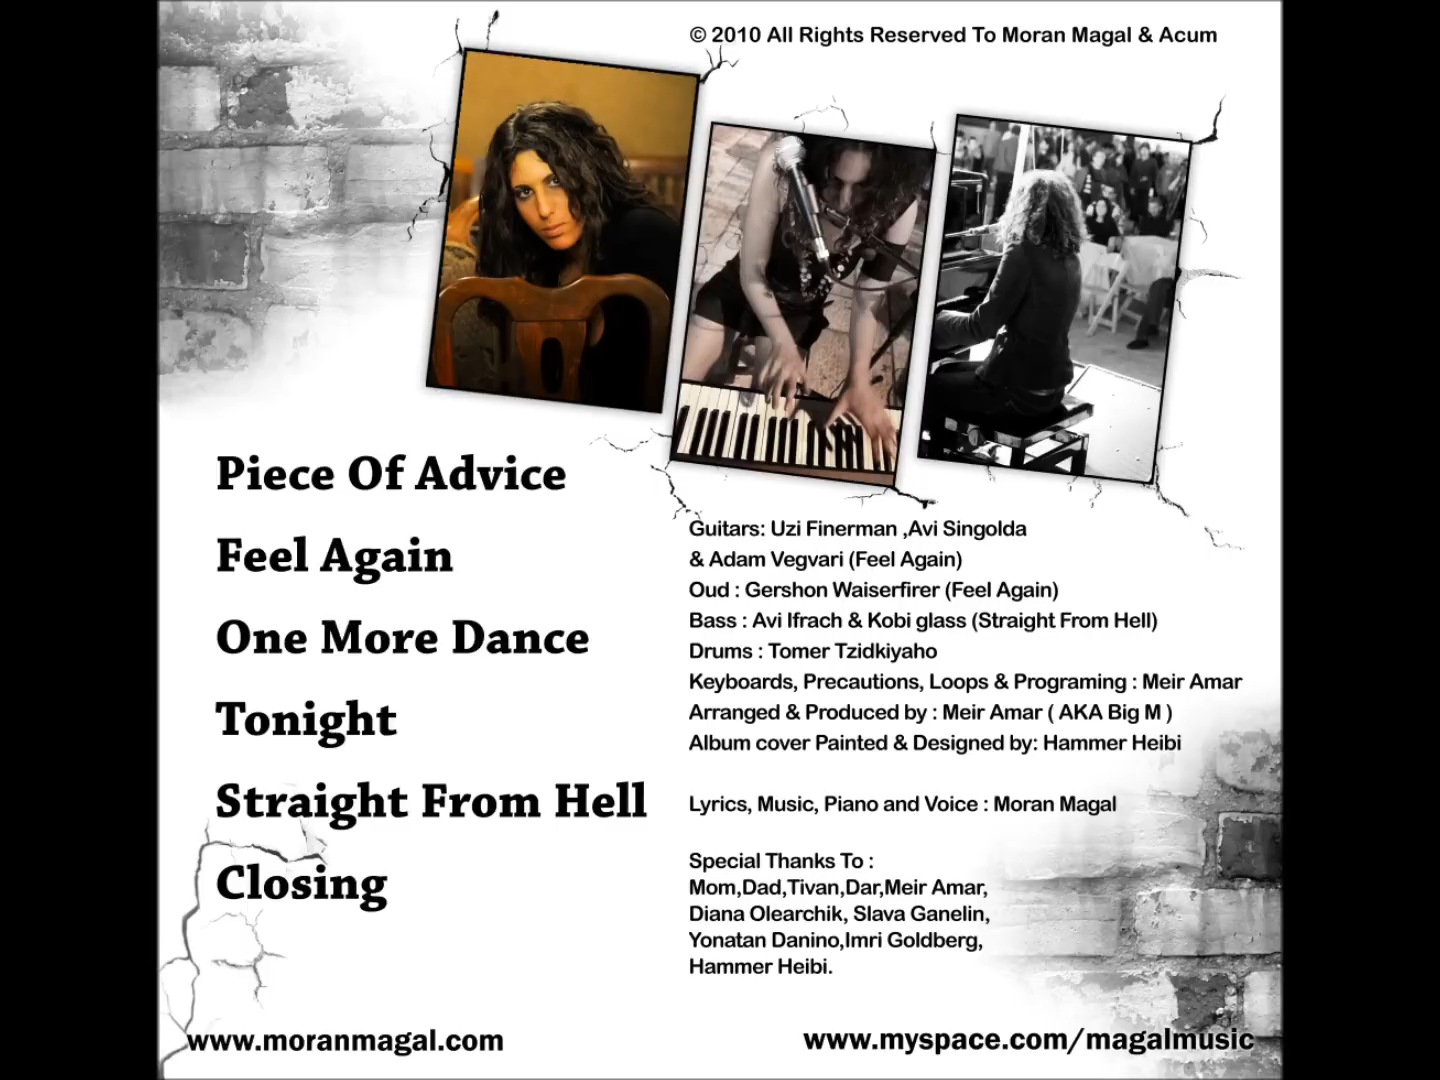 © 2010 All Rights Reserved To Moran Magal & Acum
Piece Of Advice
Feel Again
One More Dance
Tonight
Straight From Hell
Closing
Guitars: Uzi Finerman ,Avi Singolda
& Adam Vegvari (Feel Again)
Oud : Gershon Waiserfirer (Feel Again)
Bass : Avi Ifrach & Kobi glass (Straight From Hell)
Drums : Tomer Tzidkiyaho
Keyboards, Precautions, Loops & Programing : Meir Amar
Arranged & Produced by : Meir Amar ( AKA Big M )
Album cover Painted & Designed by: Hammer Heibi
Lyrics, Music, Piano and Voice : Moran Magal
Special Thanks To :
Mom,Dad,Tivan,Dar,Meir Amar,
Diana Olearchik, Slava Ganelin,
Yonatan Danino,Imri Goldberg,
Hammer Heibi.
www.moranmagal.com
www.myspace.com/magalmusic